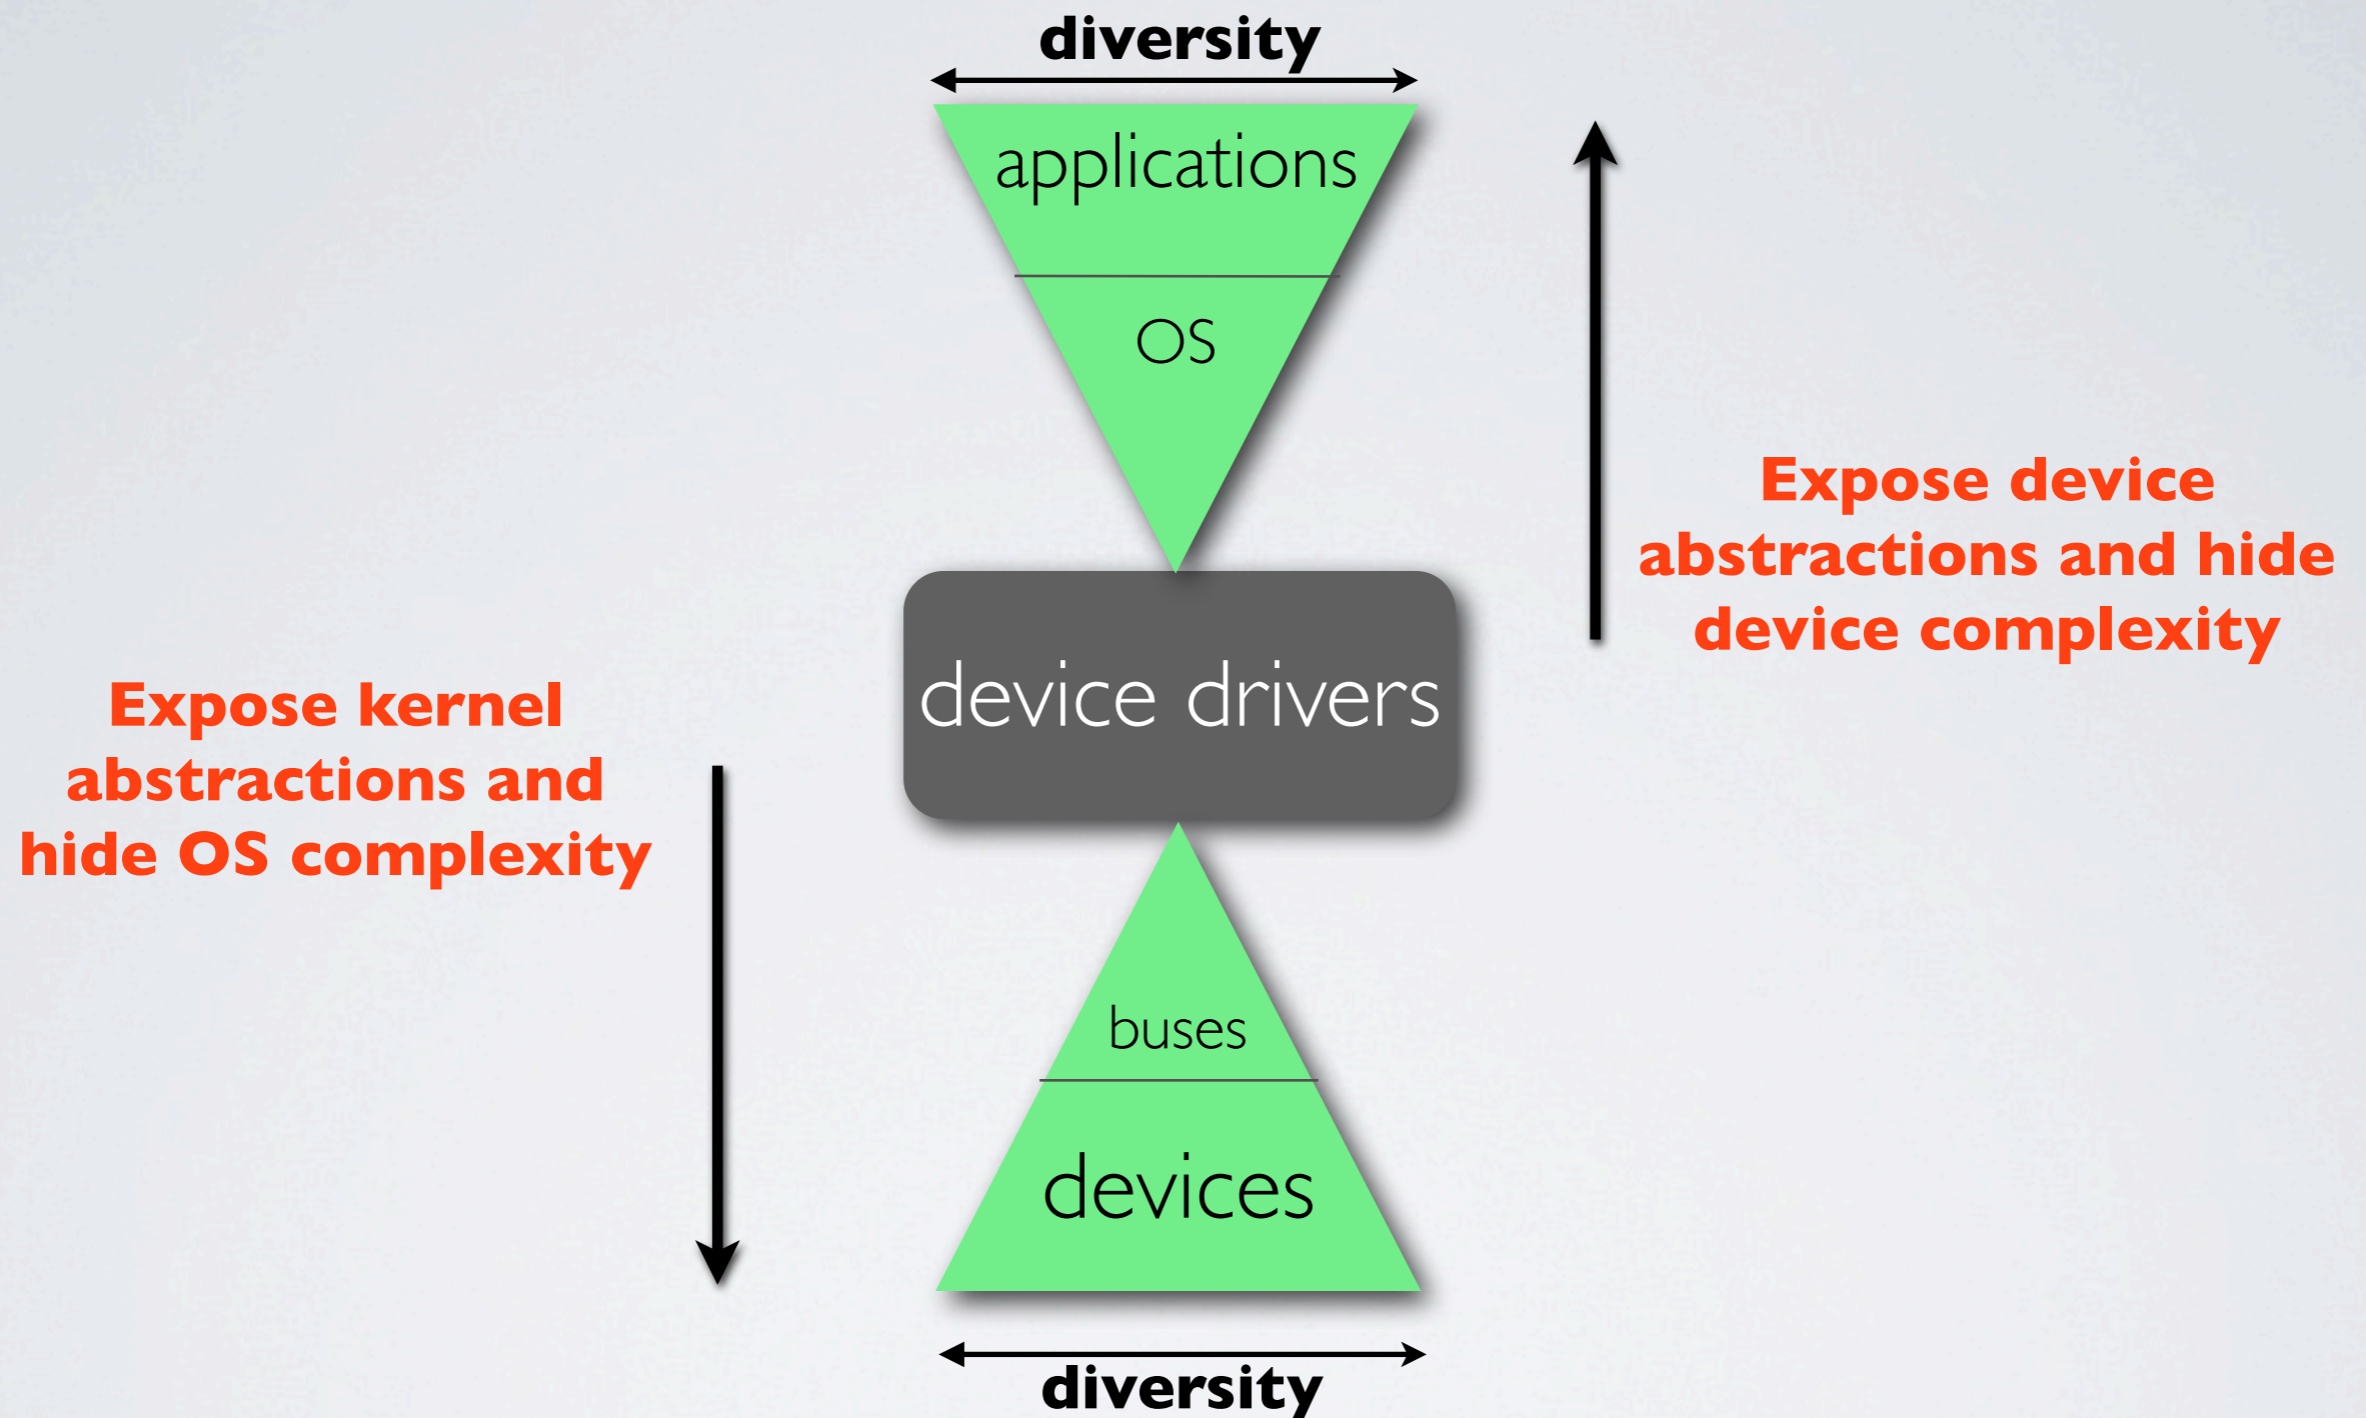 diversity
applications
OS
Expose device
abstractions and hide
device complexity
device drivers
Expose kernel
abstractions and
hide OS complexity
buses
devices
diversity